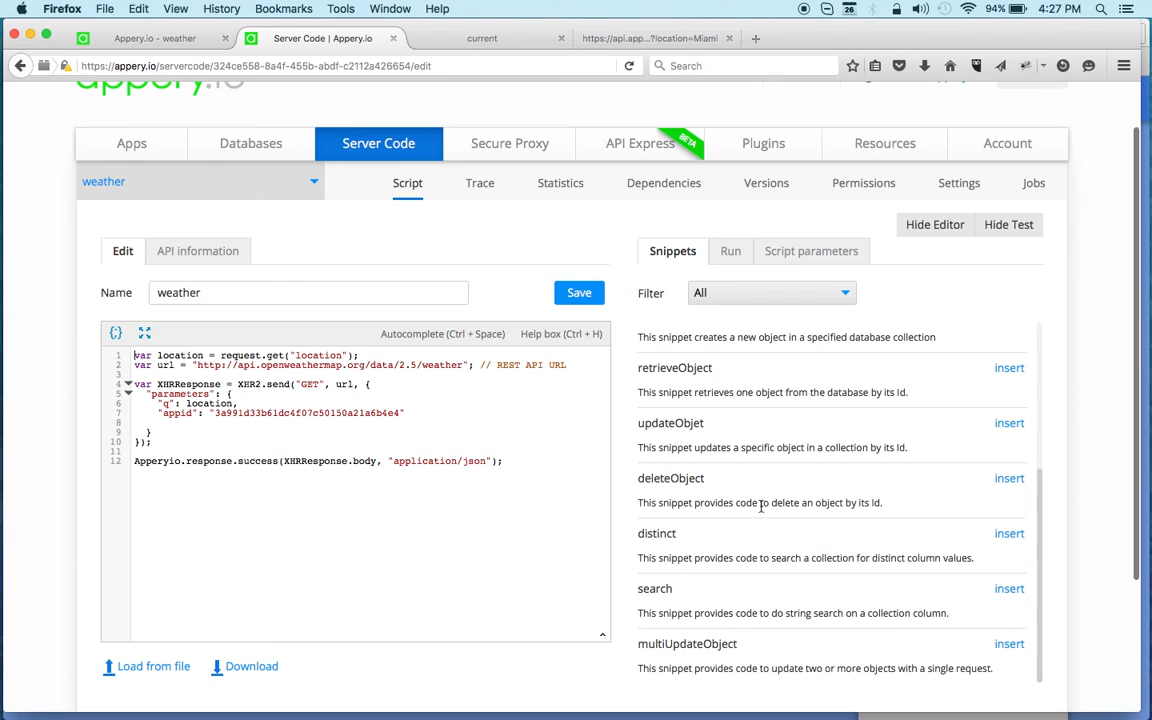 Firefox File Edit View History Bookmarks Tools Window Help 26 94% 4:27 PM
Appery.io - weather Server Code | Appery.io current https://api.app...?location=Miami
https://appery.io/servercode/324ce558-8a4f-455b-abdf-c2112a426654/edit Search
appery.io
Apps Databases Server Code Secure Proxy API Express BETA Plugins Resources Account
weather Script Trace Statistics Dependencies Versions Permissions Settings Jobs
Hide Editor Hide Test
Edit API information Snippets Run Script parameters
Name weather Save Filter All
Autocomplete (Ctrl + Space) Help box (Ctrl + H)
This snippet creates a new object in a specified database collection
1 var location = request.get("location");
2 var url = "http://api.openweathermap.org/data/2.5/weather"; // REST API URL
3
4 var XHRResponse = XHR2.send("GET", url, {
5 "parameters": {
6 "q": location,
7 "appid": "3a991d33b61dc4f07c50150a21a6b4e4"
8
9 }
10 });
11
12 Apperyio.response.success(XHRResponse.body, "application/json");
retrieveObject insert
This snippet retrieves one object from the database by its Id.
updateObjet insert
This snippet updates a specific object in a collection by its Id.
deleteObject insert
This snippet provides code to delete an object by its Id.
distinct insert
This snippet provides code to search a collection for distinct column values.
search insert
This snippet provides code to do string search on a collection column.
multiUpdateObject insert
This snippet provides code to update two or more objects with a single request.
Load from file Download